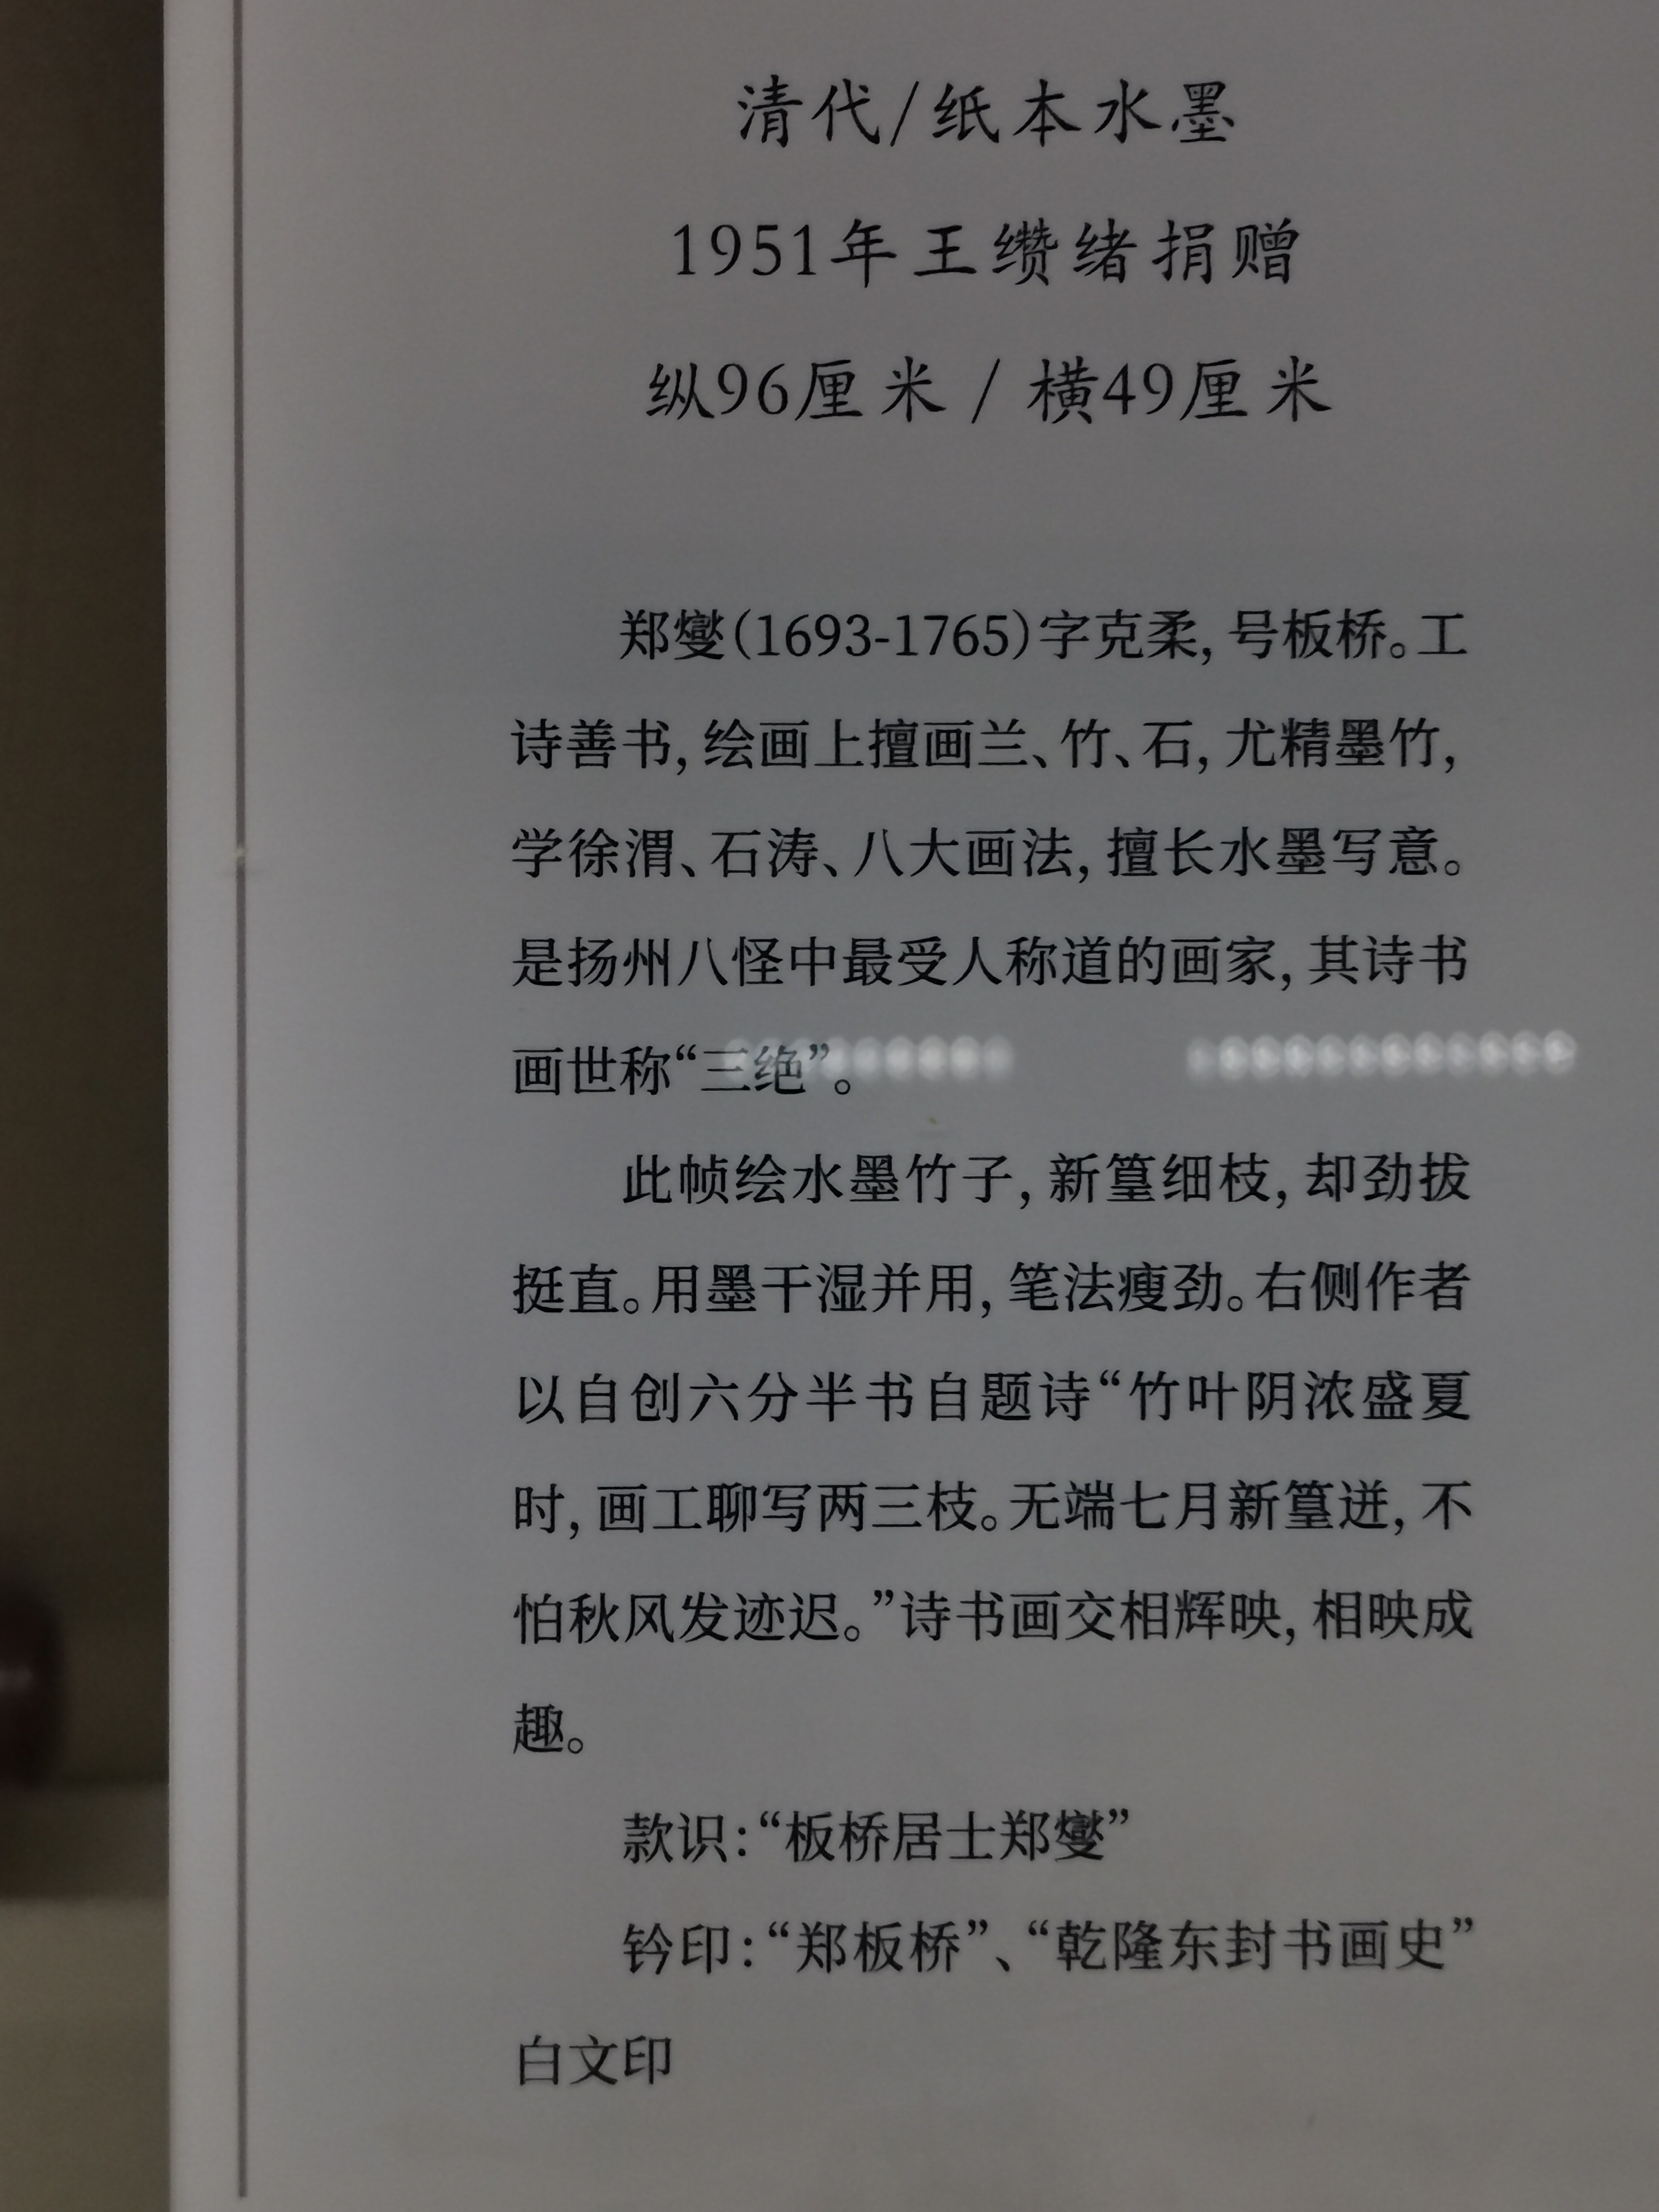 清代/纸本水墨
1951年王缵绪捐赠
纵96厘米 / 横49厘米
郑燮(1693-1765)字克柔,号板桥。工
诗善书,绘画上擅画兰、竹、石,尤精墨竹,
学徐渭、石涛、八大画法,擅长水墨写意。
是扬州八怪中最受人称道的画家,其诗书
画世称“三绝”。
此帧绘水墨竹子,新篁细枝,却劲拔
挺直。用墨干湿并用,笔法瘦劲。右侧作者
以自创六分半书自题诗“竹叶阴浓盛夏
时,画工聊写两三枝。无端七月新篁迸,不
怕秋风发迹迟。”诗书画交相辉映,相映成
趣。
款识:“板桥居士郑燮”
钤印:“郑板桥”、“乾隆东封书画史”
白文印